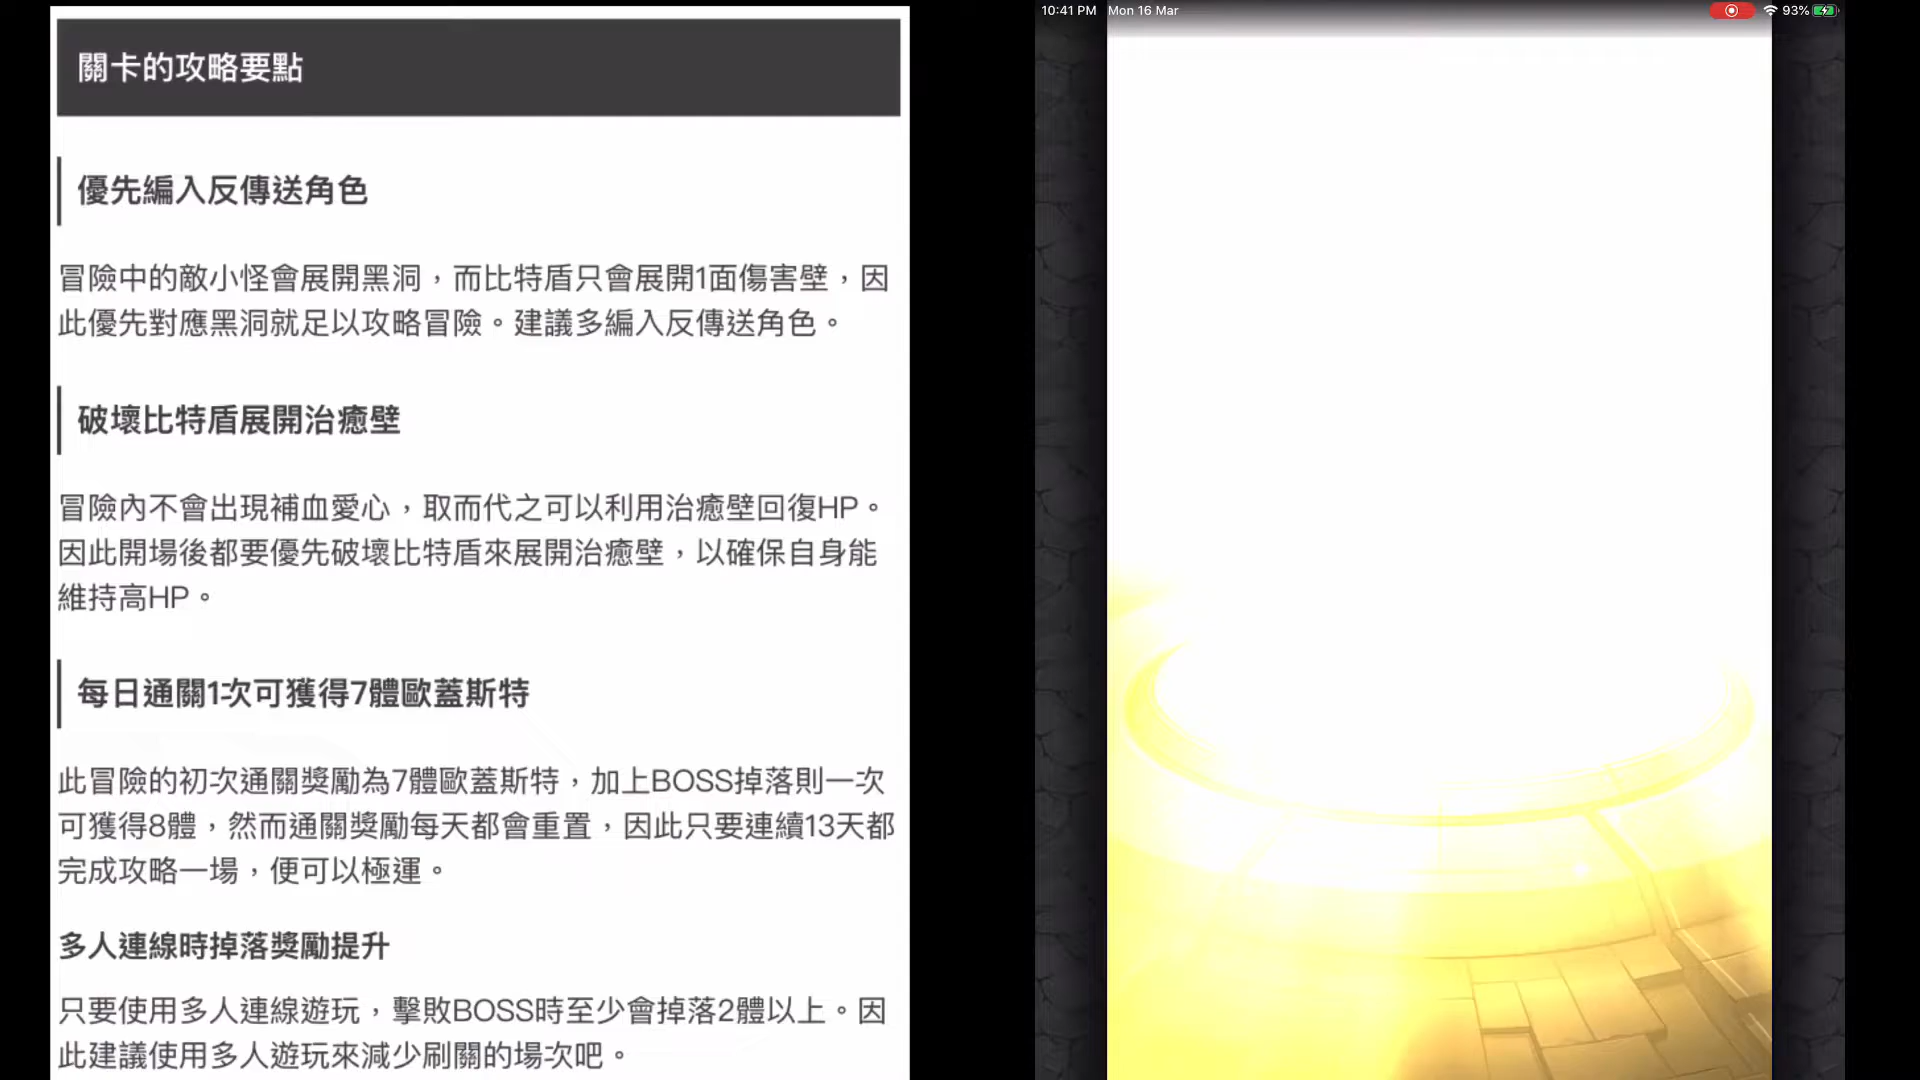 關卡的攻略要點
優先編入反傳送角色
冒險中的敵小怪會展開黑洞，而比特盾只會展開1面傷害壁，因
此優先對應黑洞就足以攻略冒險。建議多編入反傳送角色。
破壞比特盾展開治癒壁
冒險內不會出現補血愛心，取而代之可以利用治癒壁回復HP。
因此開場後都要優先破壞比特盾來展開治癒壁，以確保自身能
維持高HP。
每日通關1次可獲得7體歐蓋斯特
此冒險的初次通關獎勵為7體歐蓋斯特，加上BOSS掉落則一次
可獲得8體，然而通關獎勵每天都會重置，因此只要連續13天都
完成攻略一場，便可以極運。
多人連線時掉落獎勵提升
只要使用多人連線遊玩，擊敗BOSS時至少會掉落2體以上。因
此建議使用多人遊玩來減少刷關的場次吧。
10:41 PM Mon 16 Mar
93%